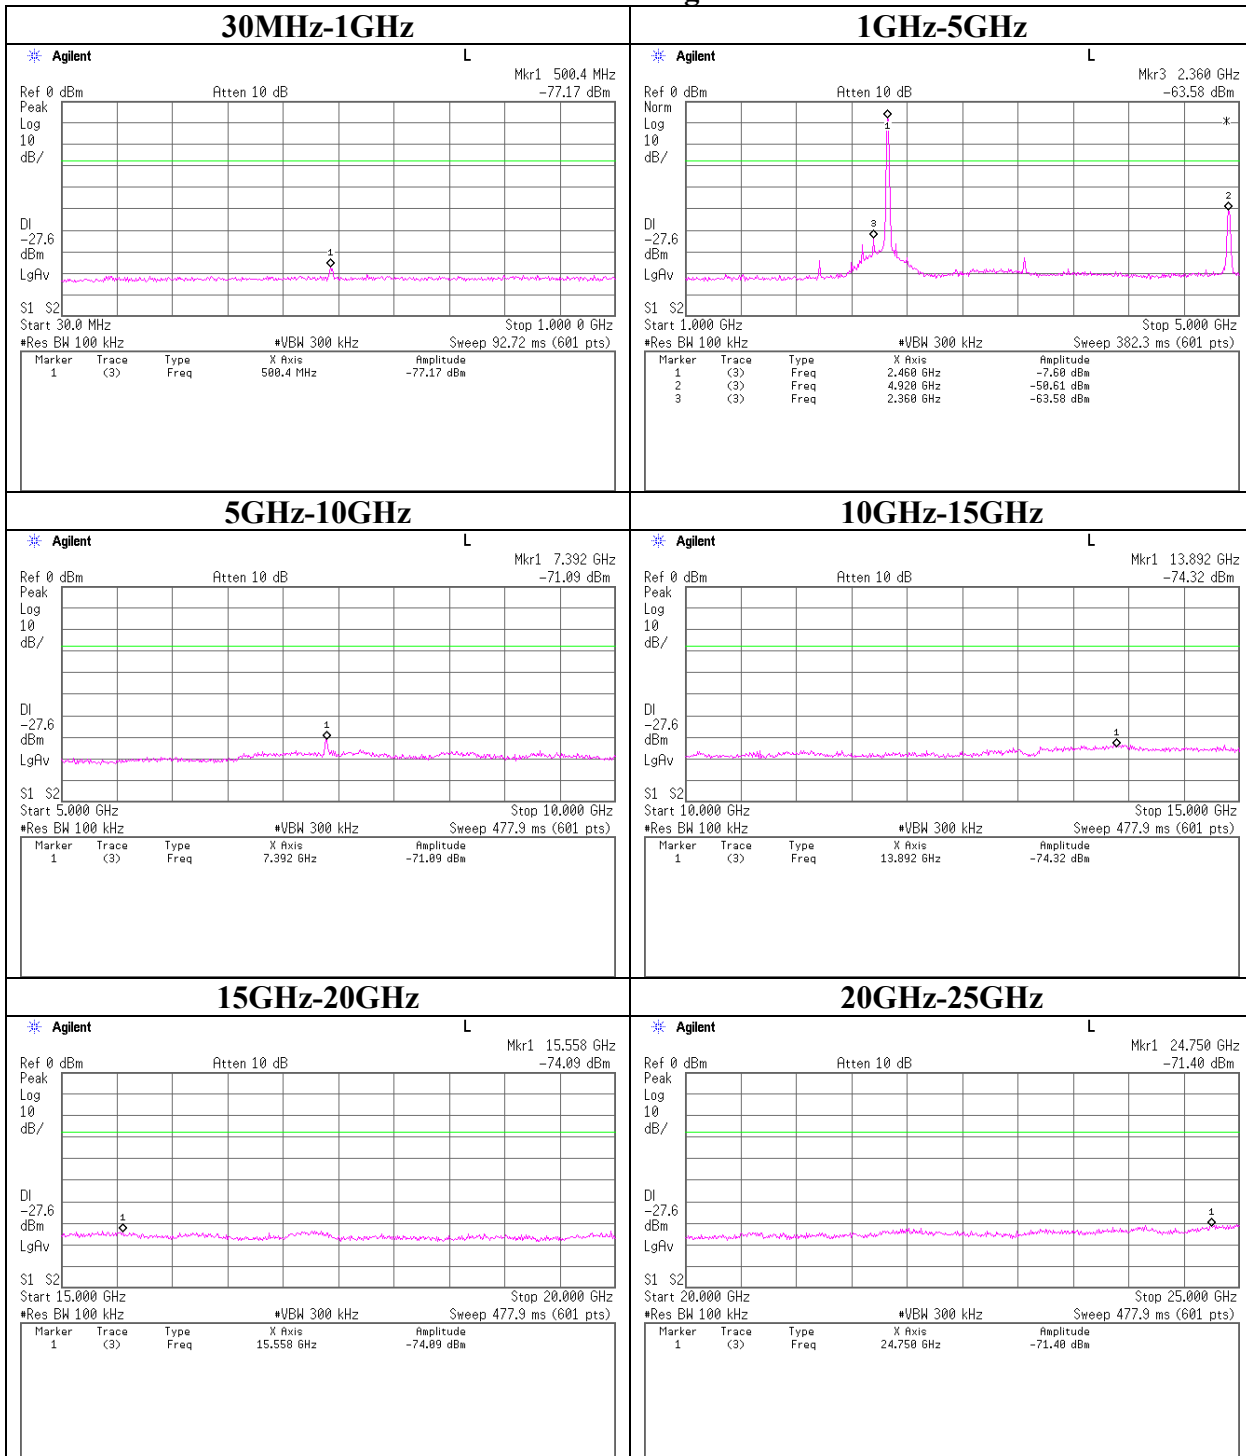 30MHz-1GHz
Agilent L
Mkr1 500.4 MHz
Ref 0 dBm Atten 10 dB -77.17 dBm
Peak
Log
10
dB/
1
DI
-27.6
dBm
LgAv
S1 S2
Start 30.0 MHz Stop 1.000 0 GHz
#Res BW 100 kHz #VBW 300 kHz Sweep 92.72 ms (601 pts)
Marker Trace Type X Axis Amplitude
1 (3) Freq 500.4 MHz -77.17 dBm
1GHz-5GHz
Agilent L
Mkr3 2.360 GHz
Ref 0 dBm Atten 10 dB -63.58 dBm
Norm
Log
10
dB/
*
1
2
3
DI
-27.6
dBm
LgAv
S1 S2
Start 1.000 GHz Stop 5.000 GHz
#Res BW 100 kHz #VBW 300 kHz Sweep 382.3 ms (601 pts)
Marker Trace Type X Axis Amplitude
1 (3) Freq 2.460 GHz -7.60 dBm
2 (3) Freq 4.920 GHz -50.61 dBm
3 (3) Freq 2.360 GHz -63.58 dBm
5GHz-10GHz
Agilent L
Mkr1 7.392 GHz
Ref 0 dBm Atten 10 dB -71.09 dBm
Peak
Log
10
dB/
1
DI
-27.6
dBm
LgAv
S1 S2
Start 5.000 GHz Stop 10.000 GHz
#Res BW 100 kHz #VBW 300 kHz Sweep 477.9 ms (601 pts)
Marker Trace Type X Axis Amplitude
1 (3) Freq 7.392 GHz -71.09 dBm
10GHz-15GHz
Agilent L
Mkr1 13.892 GHz
Ref 0 dBm Atten 10 dB -74.32 dBm
Peak
Log
10
dB/
1
DI
-27.6
dBm
LgAv
S1 S2
Start 10.000 GHz Stop 15.000 GHz
#Res BW 100 kHz #VBW 300 kHz Sweep 477.9 ms (601 pts)
Marker Trace Type X Axis Amplitude
1 (3) Freq 13.892 GHz -74.32 dBm
15GHz-20GHz
Agilent L
Mkr1 15.558 GHz
Ref 0 dBm Atten 10 dB -74.09 dBm
Peak
Log
10
dB/
1
DI
-27.6
dBm
LgAv
S1 S2
Start 15.000 GHz Stop 20.000 GHz
#Res BW 100 kHz #VBW 300 kHz Sweep 477.9 ms (601 pts)
Marker Trace Type X Axis Amplitude
1 (3) Freq 15.558 GHz -74.09 dBm
20GHz-25GHz
Agilent L
Mkr1 24.750 GHz
Ref 0 dBm Atten 10 dB -71.40 dBm
Peak
Log
10
dB/
1
DI
-27.6
dBm
LgAv
S1 S2
Start 20.000 GHz Stop 25.000 GHz
#Res BW 100 kHz #VBW 300 kHz Sweep 477.9 ms (601 pts)
Marker Trace Type X Axis Amplitude
1 (3) Freq 24.750 GHz -71.40 dBm